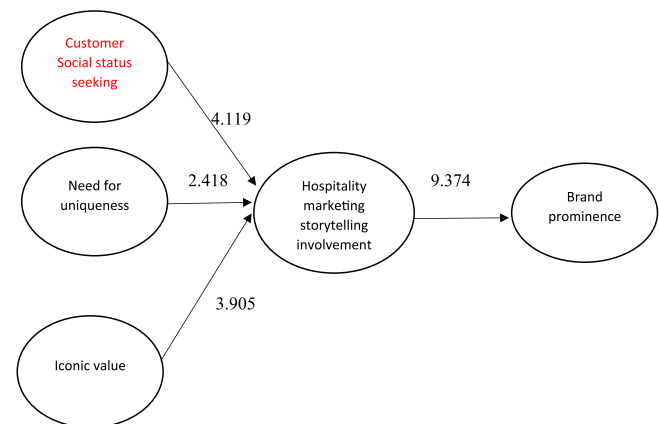 Customer
Social status
seeking
4.119
Need for
uniqueness
2.418
Hospitality
marketing
storytelling
involvement
9.374
Brand
prominence
3.905
Iconic value